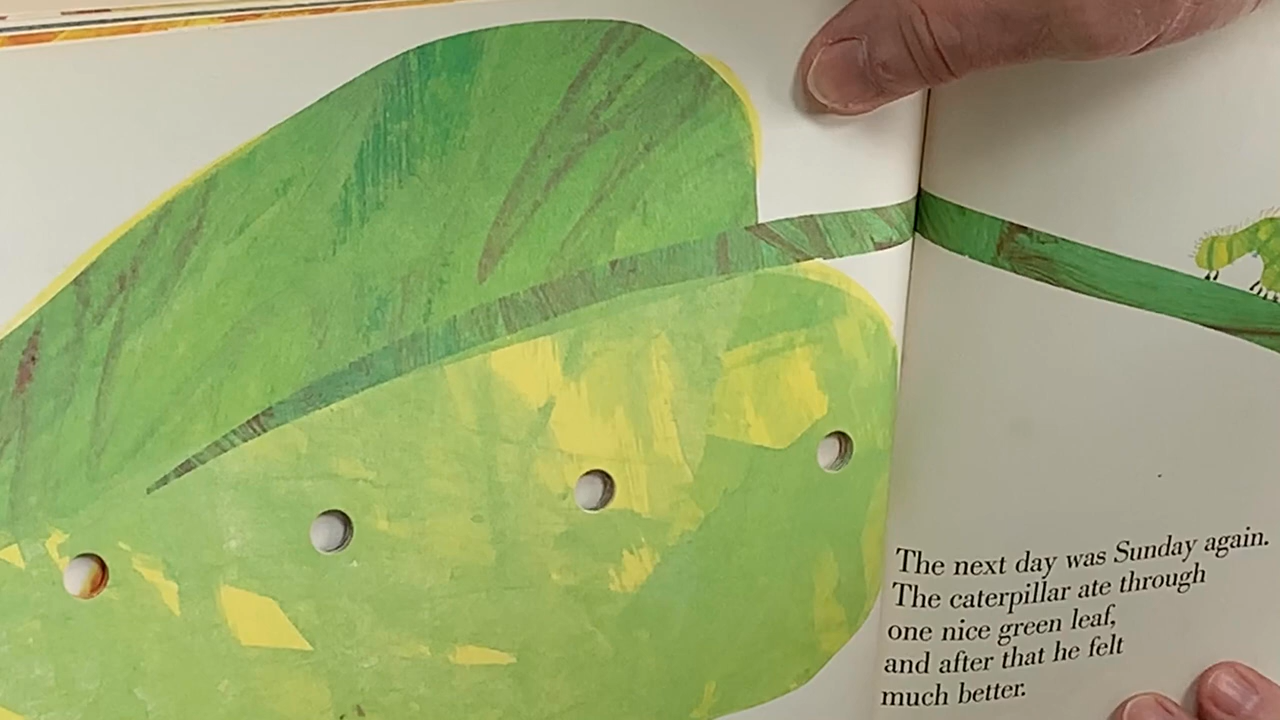 The next day was Sunday again.
The caterpillar ate through
one nice green leaf,
and after that he felt
much better.